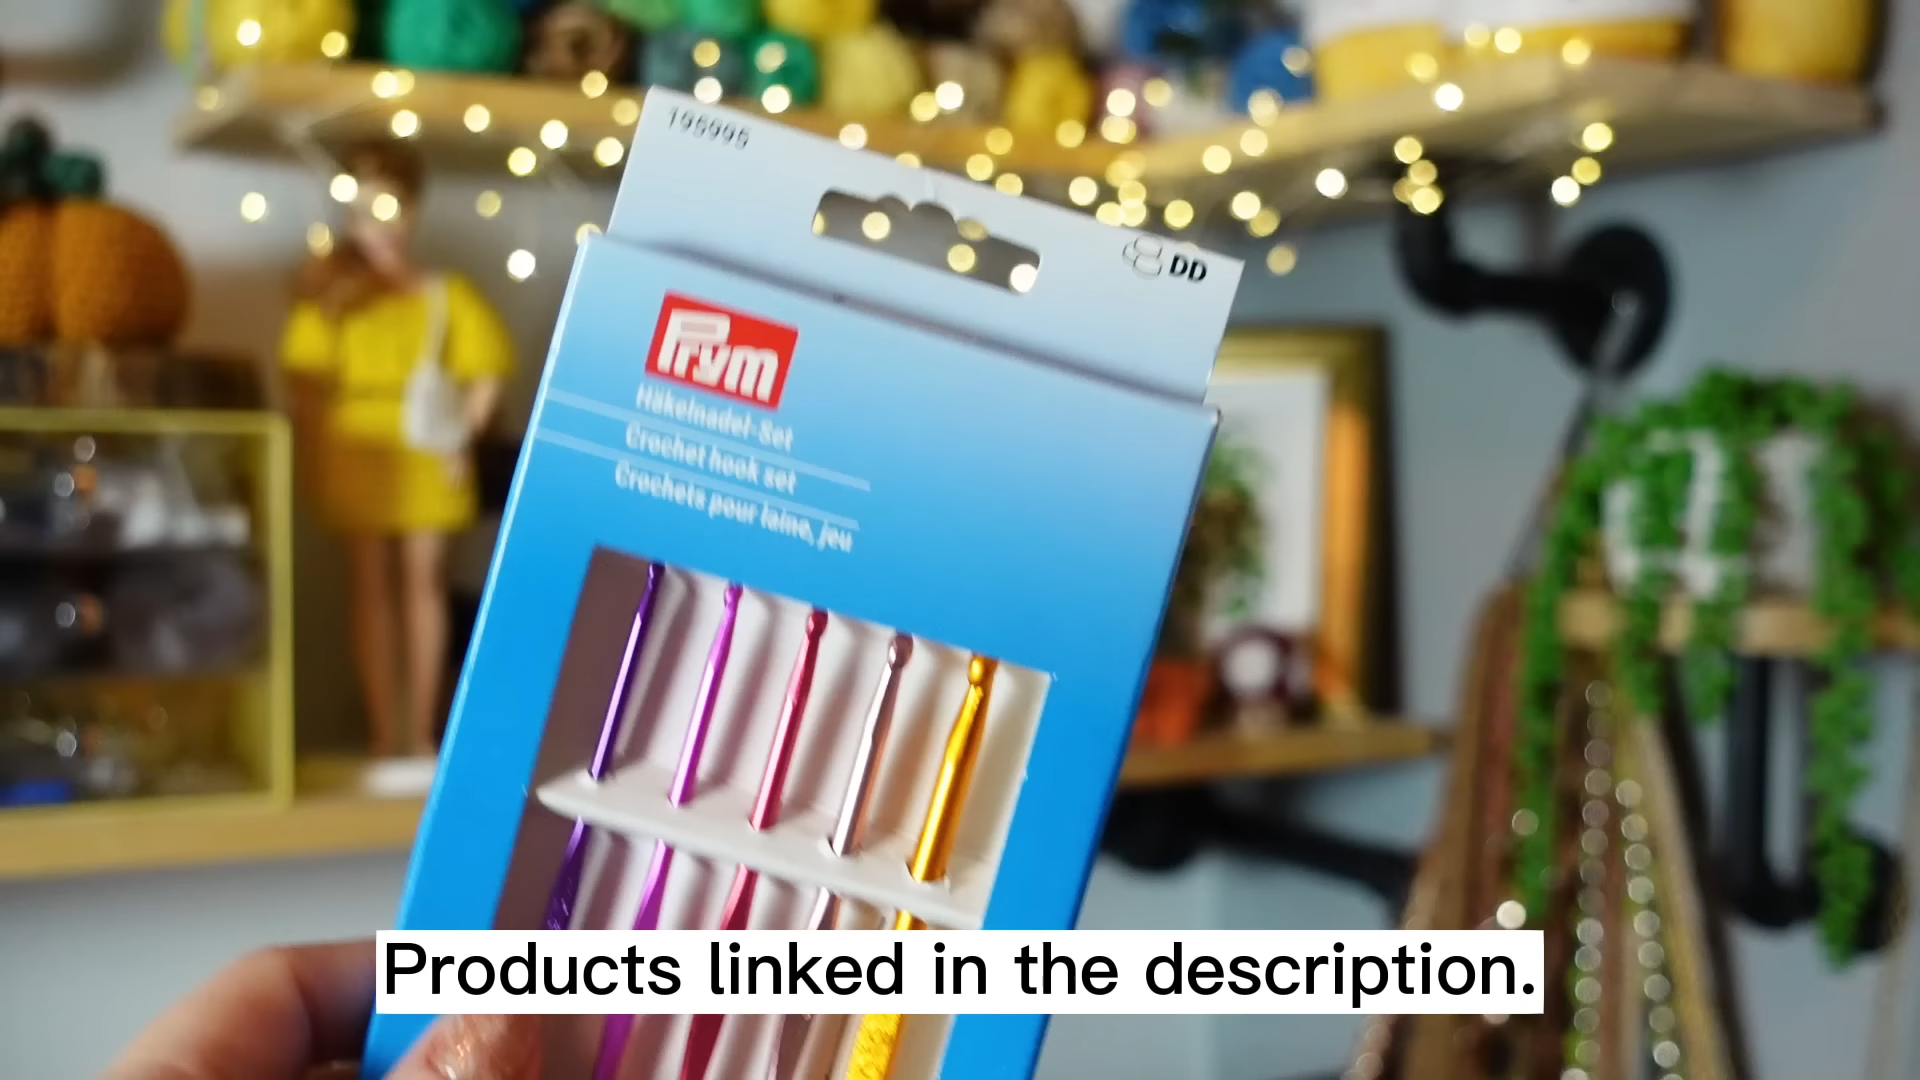 195995
DD
Prym
Häkelnadel-Set
Crochet hook set
Crochets pour laine, jeu
Products linked in the description.